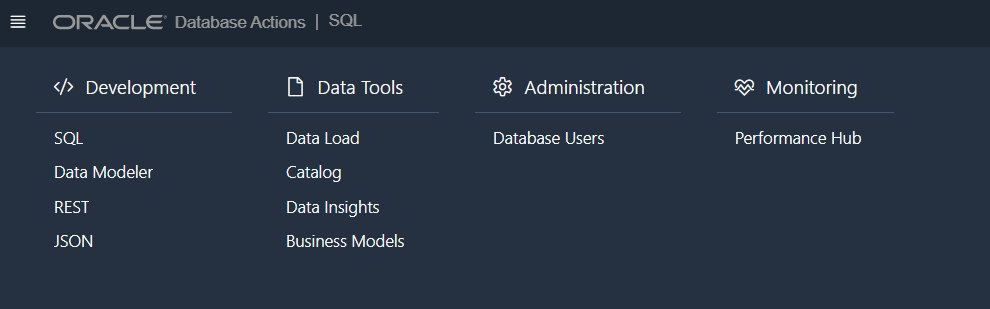 ORACLE Database Actions | SQL
Development
SQL
Data Modeler
REST
JSON
Data Tools
Data Load
Catalog
Data Insights
Business Models
Administration
Database Users
Monitoring
Performance Hub